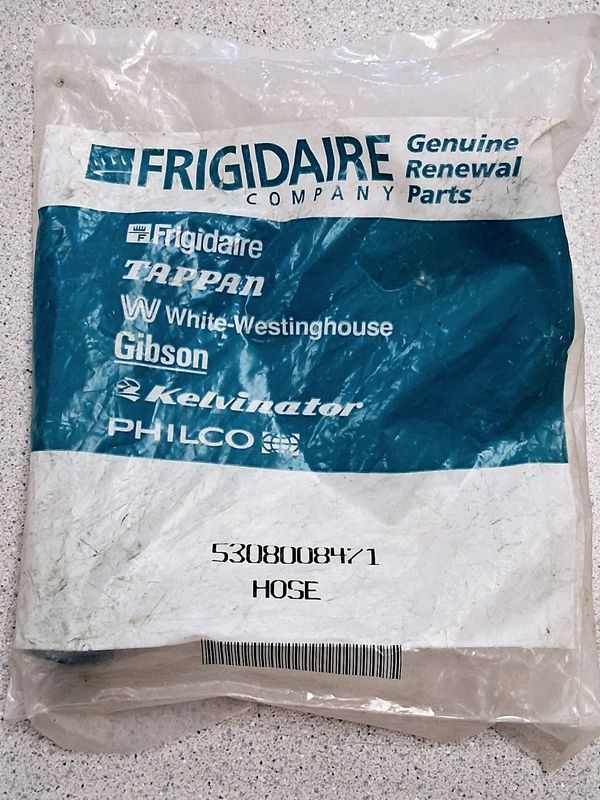 FRIGIDAIRE
COMPANY
Genuine
Renewal
Parts
Frigidaire
TAPPAN
White-Westinghouse
Gibson
Kelvinator
PHILCO
5308008471
HOSE